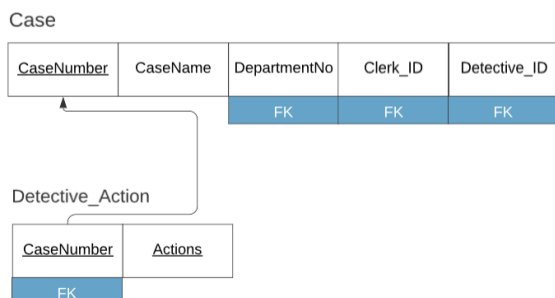 Case
CaseNumber CaseName DepartmentNo Clerk_ID Detective_ID
FK FK FK
Detective_Action
CaseNumber Actions
FK